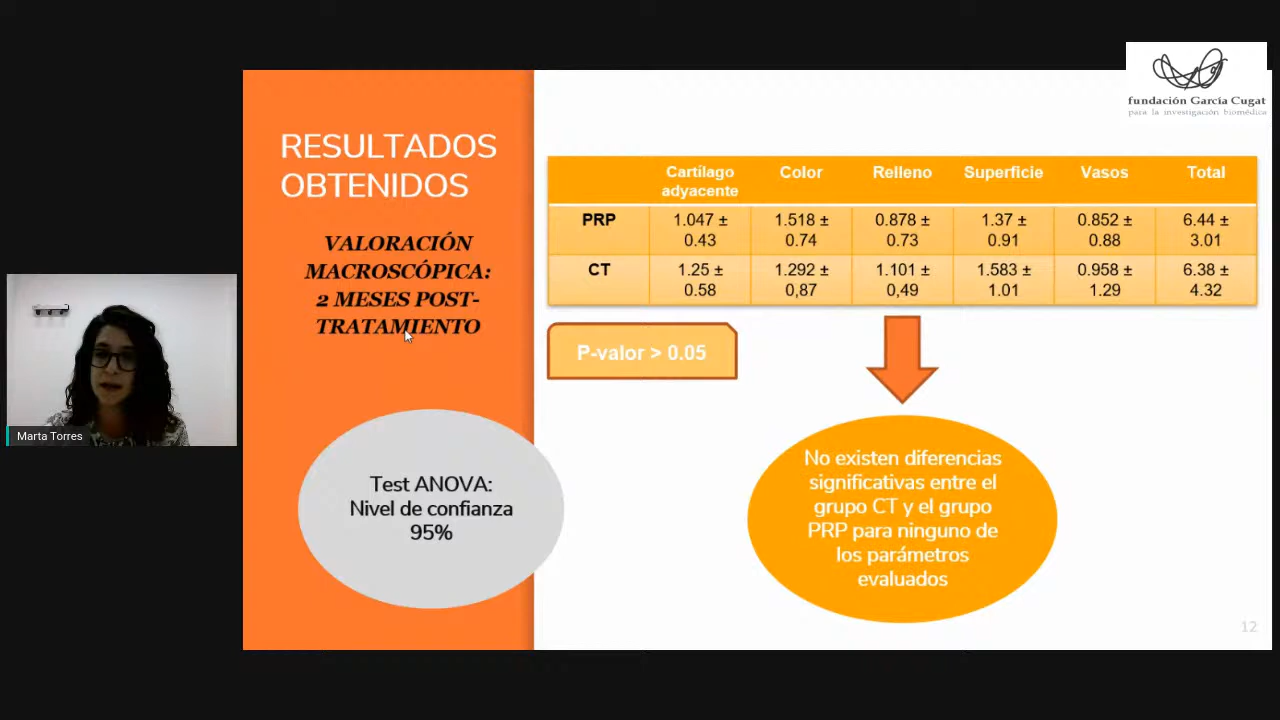 fundación García Cugat
para la investigación biomédica
RESULTADOS
OBTENIDOS
VALORACIÓN
MACROSCÓPICA:
2 MESES POST-
TRATAMIENTO
Cartílago adyacente Color Relleno Superficie Vasos Total
PRP 1.047 ± 0.43 1.518 ± 0.74 0.878 ± 0.73 1.37 ± 0.91 0.852 ± 0.88 6.44 ± 3.01
CT 1.25 ± 0.58 1.292 ± 0,87 1.101 ± 0,49 1.583 ± 1.01 0.958 ± 1.29 6.38 ± 4.32
P-valor > 0.05
Marta Torres
Test ANOVA:
Nivel de confianza
95%
No existen diferencias
significativas entre el
grupo CT y el grupo
PRP para ninguno de
los parámetros
evaluados
12